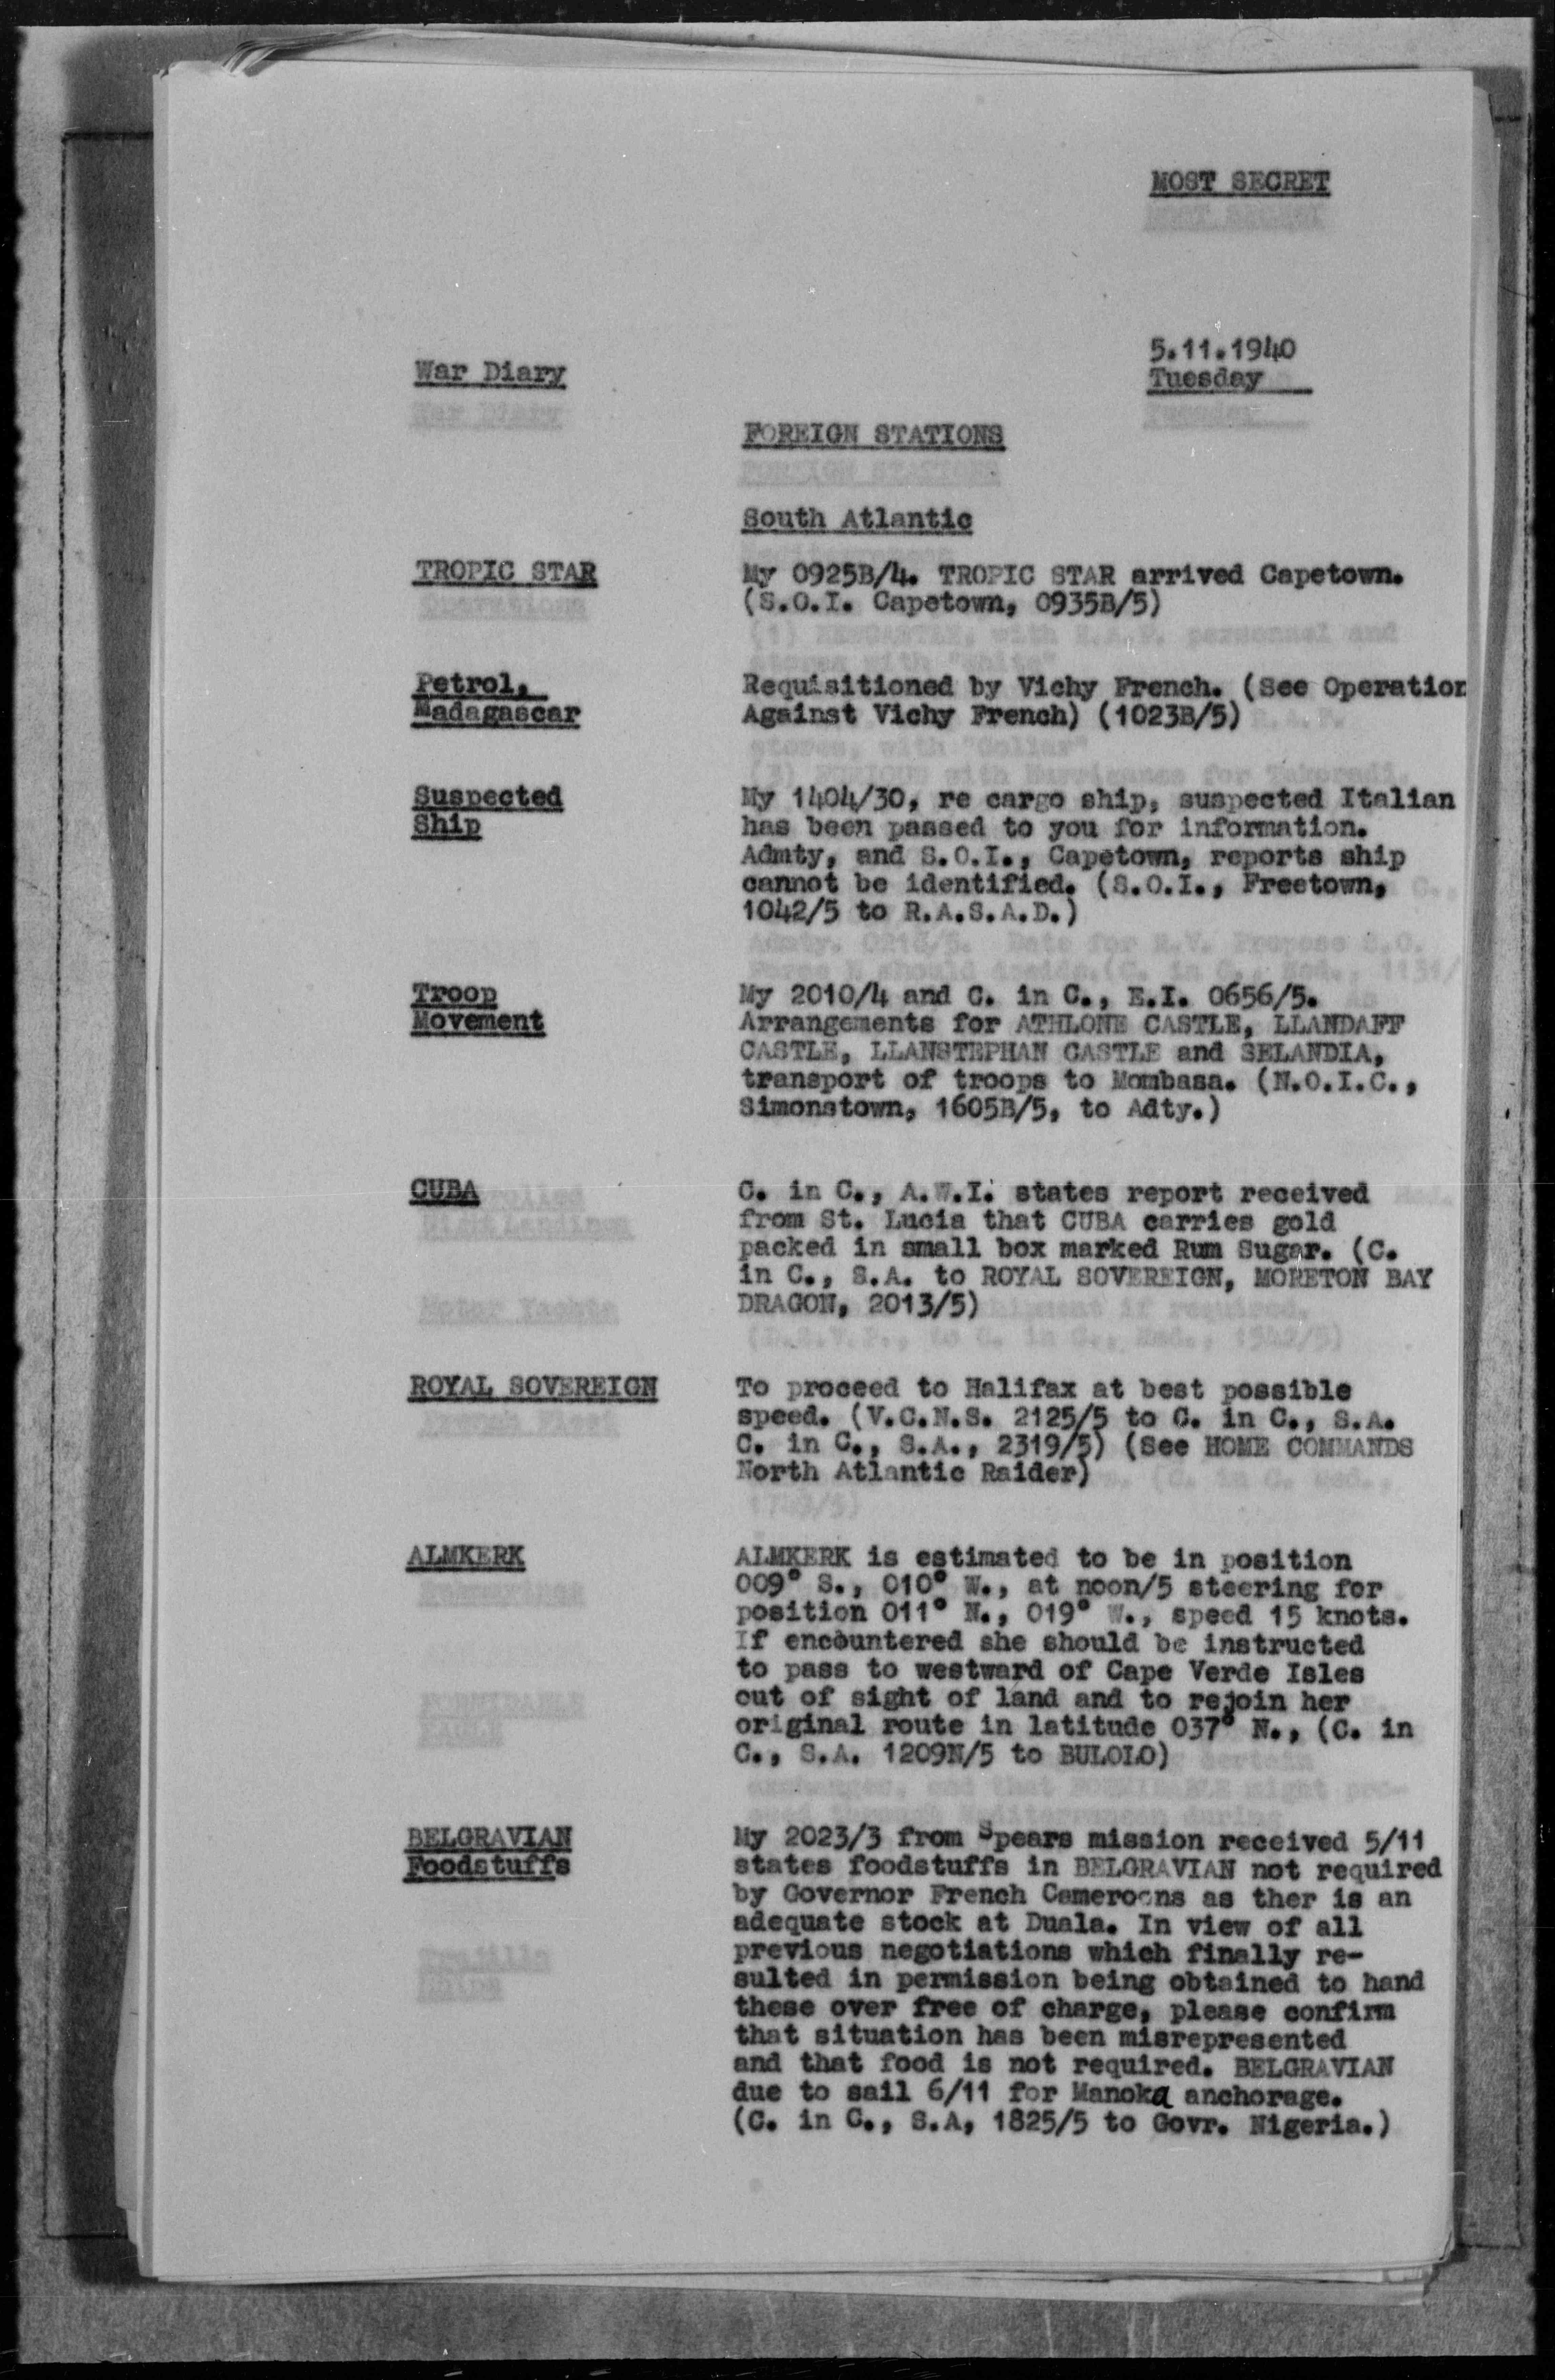 MOST SECRET
5.11.1940
War Diary
Tuesday
FOREIGN STATIONS
South Atlantic
TROPIC STAR
My 0925B/4. TROPIC STAR arrived Capetown.
(S.O.I. Capetown, 0935B/5)
Petrol,
Madagascar
Requisitioned by Vichy French. (See Operation
Against Vichy French) (1023B/5)
Suspected
Ship
My 1404/30, re cargo ship, suspected Italian
has been passed to you for information.
Admty, and S.O.I., Capetown, reports ship
cannot be identified. (S.O.I., Freetown,
1042/5 to R.A.S.A.D.)
Troop
Movement
My 2010/4 and C. in C., E.I. 0656/5.
Arrangements for ATHLONE CASTLE, LLANDAFF
CASTLE, LLANSTEPHAN CASTLE and SELANDIA,
transport of troops to Mombasa. (N.O.I.C.,
Simonstown, 1605B/5, to Adty.)
CUBA
C. in C., A.W.I. states report received
from St. Lucia that CUBA carries gold
packed in small box marked Rum Sugar. (C.
in C., S.A. to ROYAL SOVEREIGN, MORETON BAY
DRAGON, 2013/5)
ROYAL SOVEREIGN
To proceed to Halifax at best possible
speed. (V.C.N.S. 2125/5 to C. in C., S.A.
C. in C., S.A., 2319/5) (See HOME COMMANDS
North Atlantic Raider)
ALMKERK
ALMKERK is estimated to be in position
009° S., 010° W., at noon/5 steering for
position 011° N., 019° W., speed 15 knots.
If encountered she should be instructed
to pass to westward of Cape Verde Isles
out of sight of land and to rejoin her
original route in latitude 037° N., (C. in
C., S.A. 1209N/5 to BULOLO)
BELGRAVIAN
Foodstuffs
My 2023/3 from Spears mission received 5/11
states foodstuffs in BELGRAVIAN not required
by Governor French Cameroons as ther is an
adequate stock at Duala. In view of all
previous negotiations which finally re-
sulted in permission being obtained to hand
these over free of charge, please confirm
that situation has been misrepresented
and that food is not required. BELGRAVIAN
due to sail 6/11 for Manoka anchorage.
(C. in C., S.A, 1825/5 to Govr. Nigeria.)